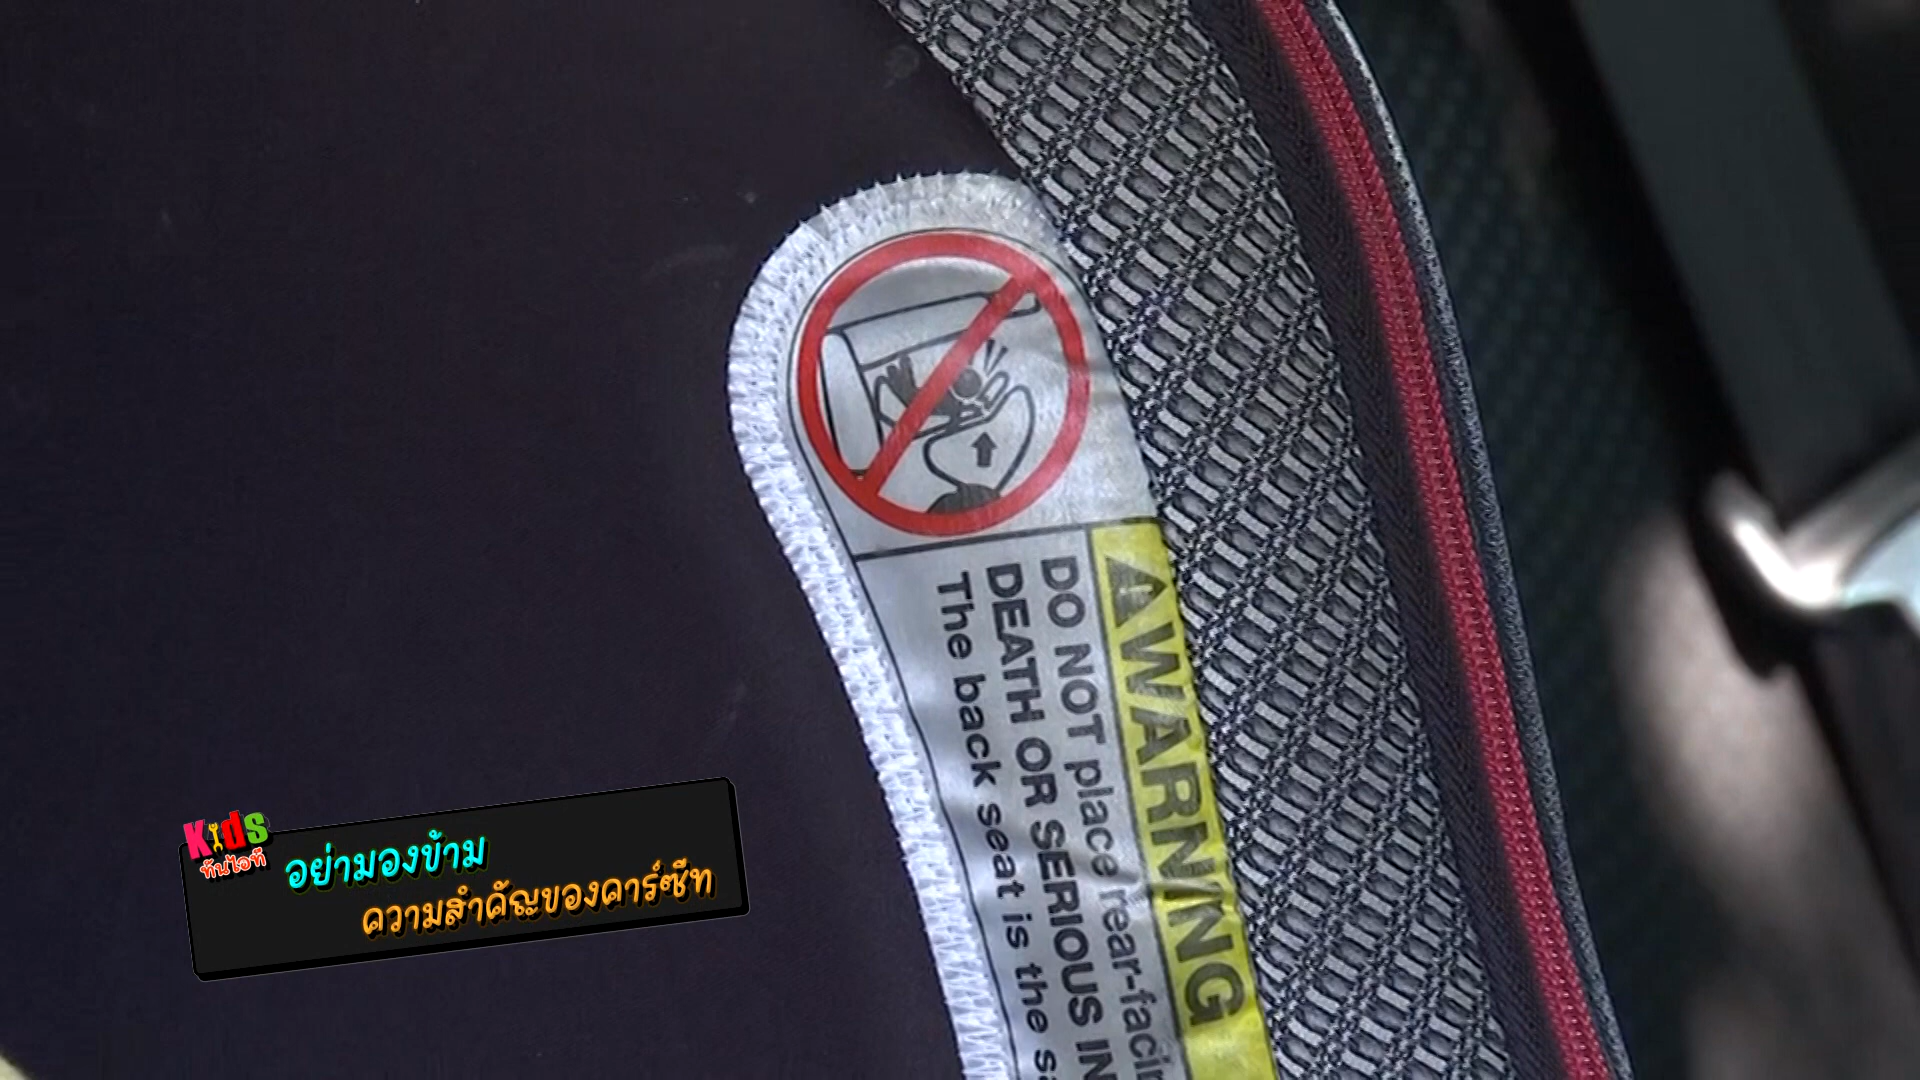 WARNING
DO NOT place rear-facin
DEATH OR SERIOUS IN
The back seat is the sa
Kids
ทันไอที
อย่ามองข้าม
ความสำคัญของคาร์ซีท